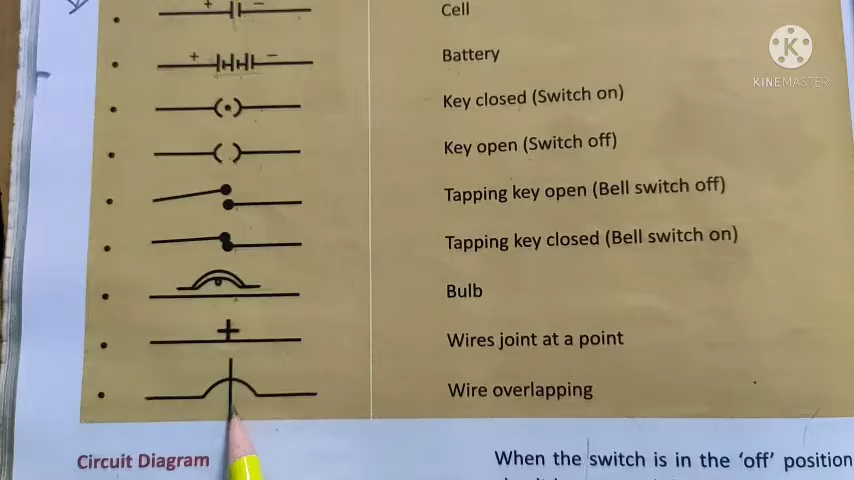 Cell
+ –
Battery
+ –
Key closed (Switch on)
Key open (Switch off)
Tapping key open (Bell switch off)
Tapping key closed (Bell switch on)
Bulb
Wires joint at a point
Wire overlapping
Circuit Diagram
When the switch is in the ‘off’ position
K
KINEMASTER